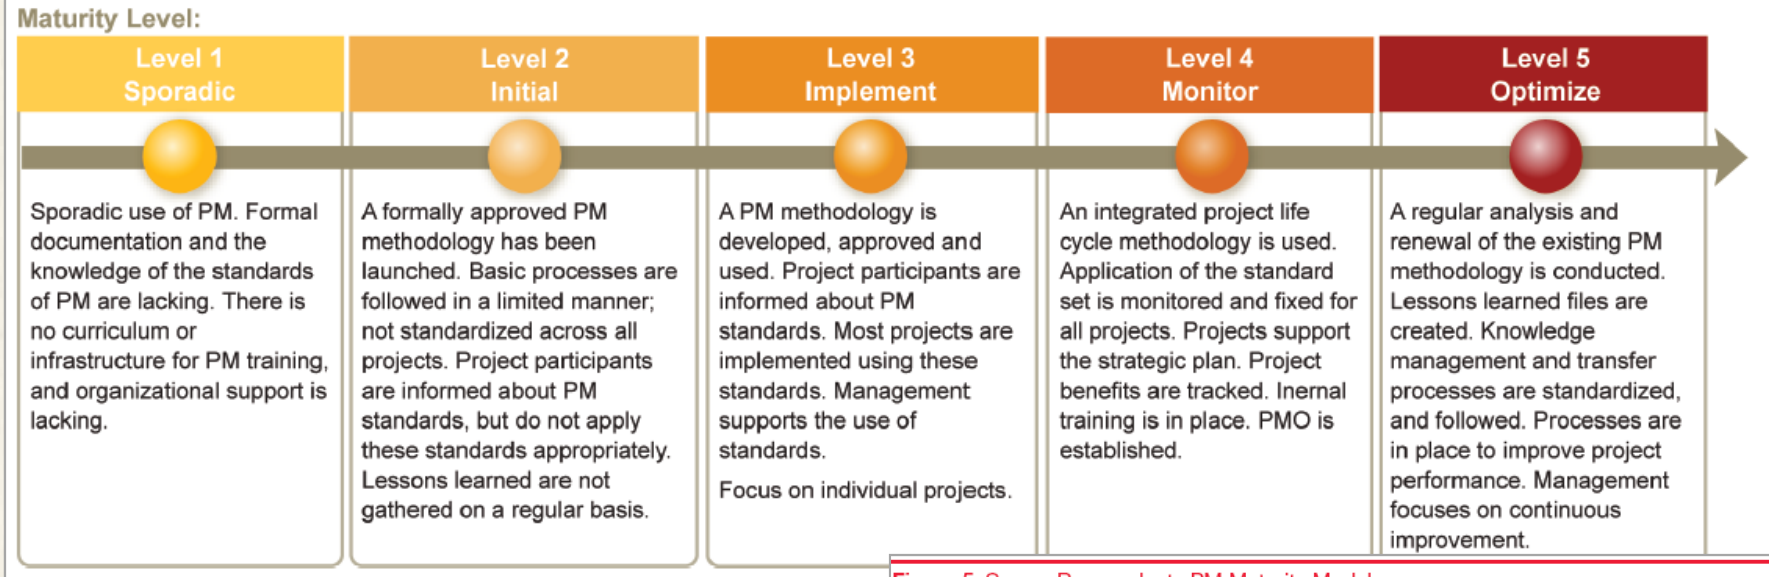 Maturity Level:
Level 1
Sporadic
Sporadic use of PM. Formal
documentation and the
knowledge of the standards
of PM are lacking. There is
no curriculum or
infrastructure for PM training,
and organizational support is
lacking.
Level 2
Initial
A formally approved PM
methodology has been
launched. Basic processes are
followed in a limited manner;
not standardized across all
projects. Project participants
are informed about PM
standards, but do not apply
these standards appropriately.
Lessons learned are not
gathered on a regular basis.
Level 3
Implement
A PM methodology is
developed, approved and
used. Project participants are
informed about PM
standards. Most projects are
implemented using these
standards. Management
supports the use of
standards.
Focus on individual projects.
Level 4
Monitor
An integrated project life
cycle methodology is used.
Application of the standard
set is monitored and fixed for
all projects. Projects support
the strategic plan. Project
benefits are tracked. Inernal
training is in place. PMO is
established.
Level 5
Optimize
A regular analysis and
renewal of the existing PM
methodology is conducted.
Lessons learned files are
created. Knowledge
management and transfer
processes are standardized,
and followed. Processes are
in place to improve project
performance. Management
focuses on continuous
improvement.
PM Maturity Model